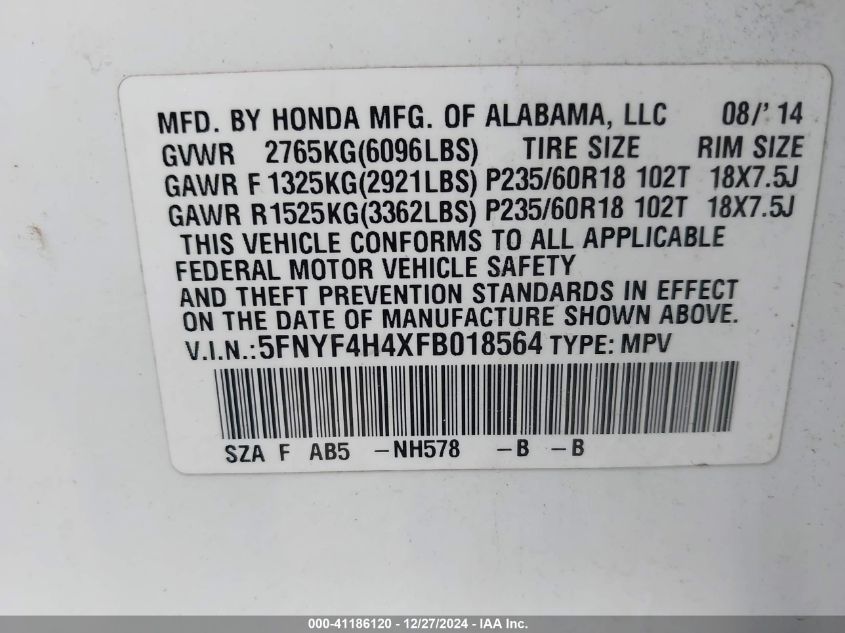 MFD. BY HONDA MFG. OF ALABAMA, LLC 08/'14
GVWR 2765KG(6096LBS) TIRE SIZE RIM SIZE
GAWR F 1325KG(2921LBS) P235/60R18 102T 18X7.5J
GAWR R1525KG(3362LBS) P235/60R18 102T 18X7.5J
THIS VEHICLE CONFORMS TO ALL APPLICABLE
FEDERAL MOTOR VEHICLE SAFETY
AND THEFT PREVENTION STANDARDS IN EFFECT
ON THE DATE OF MANUFACTURE SHOWN ABOVE.
V.I.N.: 5FNYF4H4XFB018564 TYPE: MPV
SZA F AB5 -NH578 -B -B
000-41186120 - 12/27/2024 - IAA Inc.